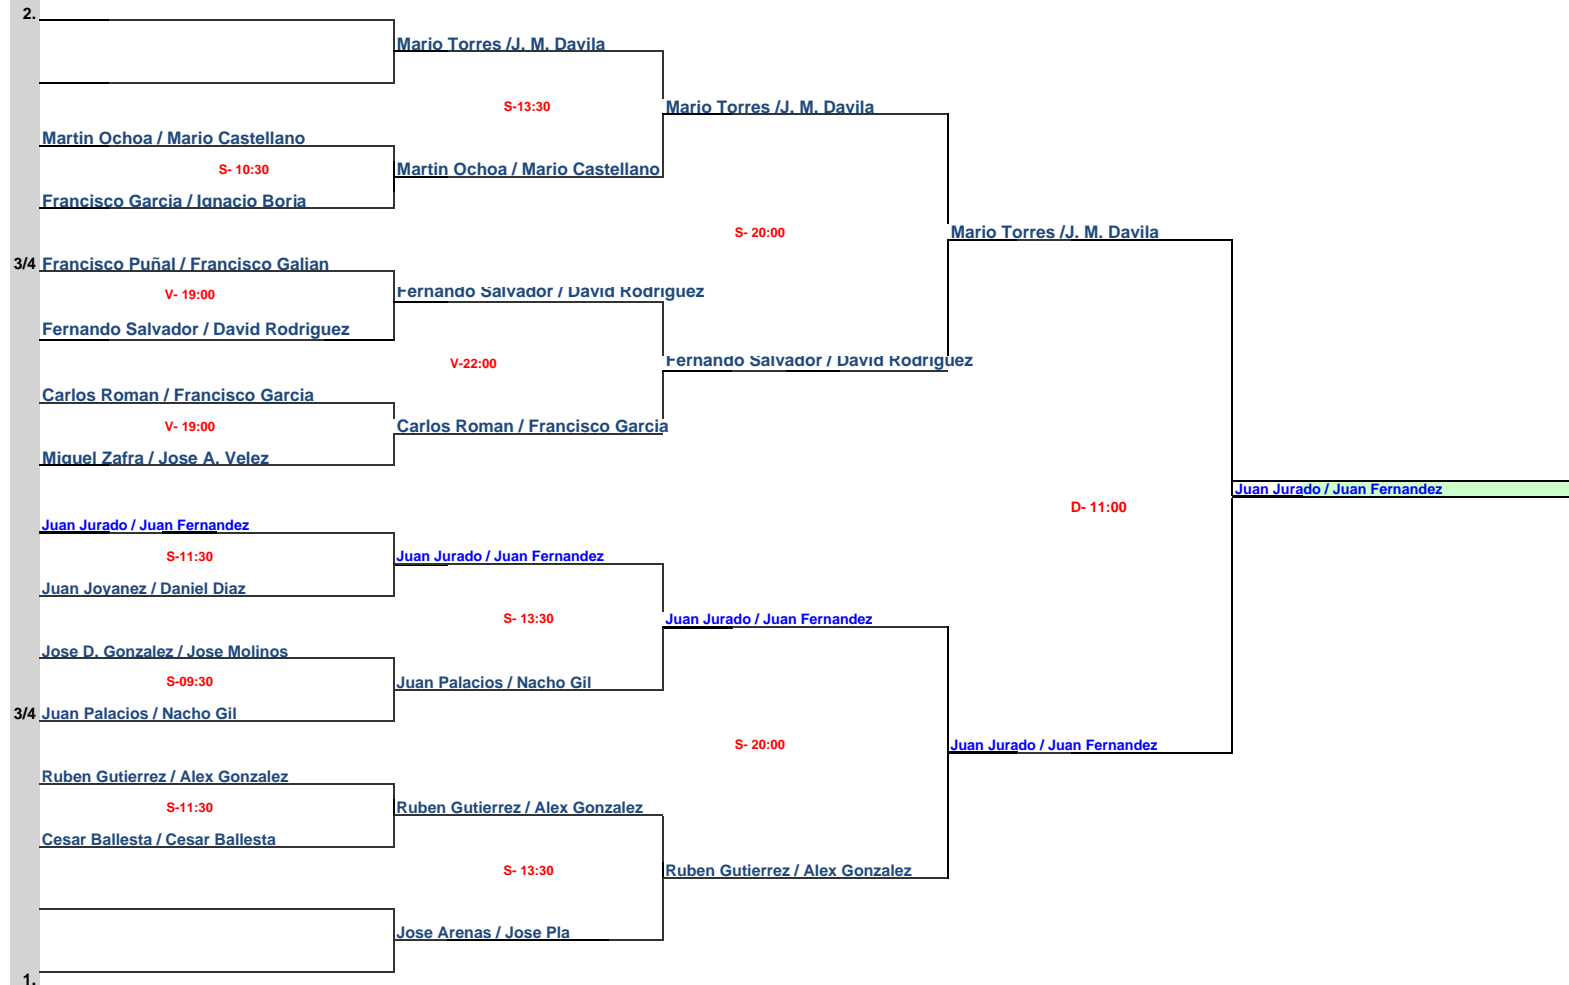 2.
Mario Torres /J. M. Davila
S-13:30
Mario Torres /J. M. Davila
Martin Ochoa / Mario Castellano
S- 10:30
Martin Ochoa / Mario Castellano
Francisco Garcia / Ignacio Borja
S- 20:00
Mario Torres /J. M. Davila
3/4 Francisco Puñal / Francisco Galian
V- 19:00
Fernando Salvador / David Rodriguez
Fernando Salvador / David Rodriguez
V-22:00
Fernando Salvador / David Rodriguez
Carlos Roman / Francisco Garcia
V- 19:00
Carlos Roman / Francisco Garcia
Miguel Zafra / Jose A. Velez
Juan Jurado / Juan Fernandez
D- 11:00
Juan Jurado / Juan Fernandez
S-11:30
Juan Jurado / Juan Fernandez
Juan Joyanez / Daniel Diaz
S- 13:30
Juan Jurado / Juan Fernandez
Jose D. Gonzalez / Jose Molinos
S-09:30
Juan Palacios / Nacho Gil
3/4 Juan Palacios / Nacho Gil
S- 20:00
Juan Jurado / Juan Fernandez
Ruben Gutierrez / Alex Gonzalez
S-11:30
Ruben Gutierrez / Alex Gonzalez
Cesar Ballesta / Cesar Ballesta
S- 13:30
Ruben Gutierrez / Alex Gonzalez
Jose Arenas / Jose Pla
1.